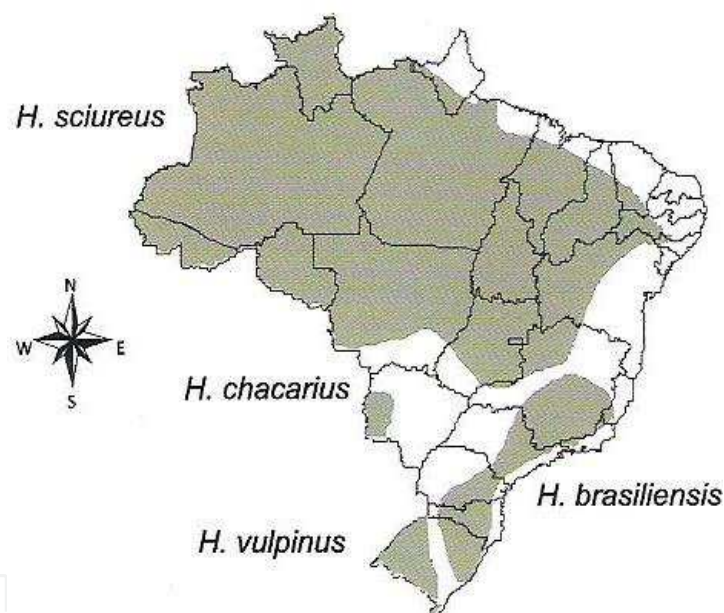 H. sciureus
N
W E
S
H. chacarius
H. brasiliensis
H. vulpinus